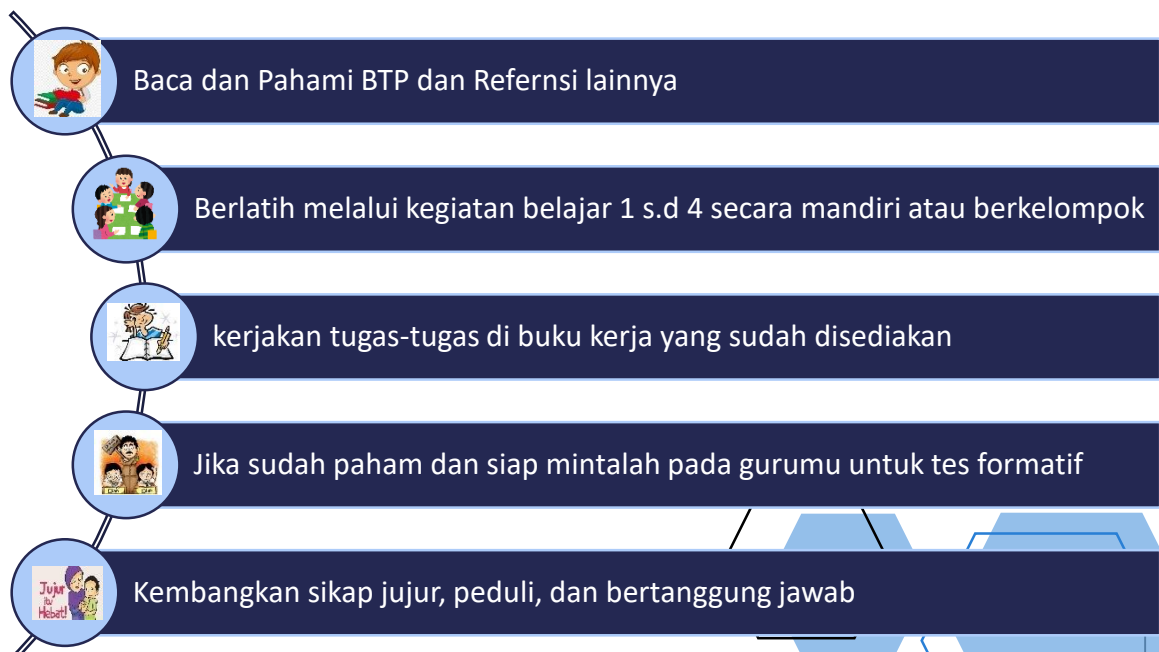 Baca dan Pahami BTP dan Refernsi lainnya
Berlatih melalui kegiatan belajar 1 s.d 4 secara mandiri atau berkelompok
kerjakan tugas-tugas di buku kerja yang sudah disediakan
Jika sudah paham dan siap mintalah pada gurumu untuk tes formatif
Jujur
itu
Hebat!
Kembangkan sikap jujur, peduli, dan bertanggung jawab